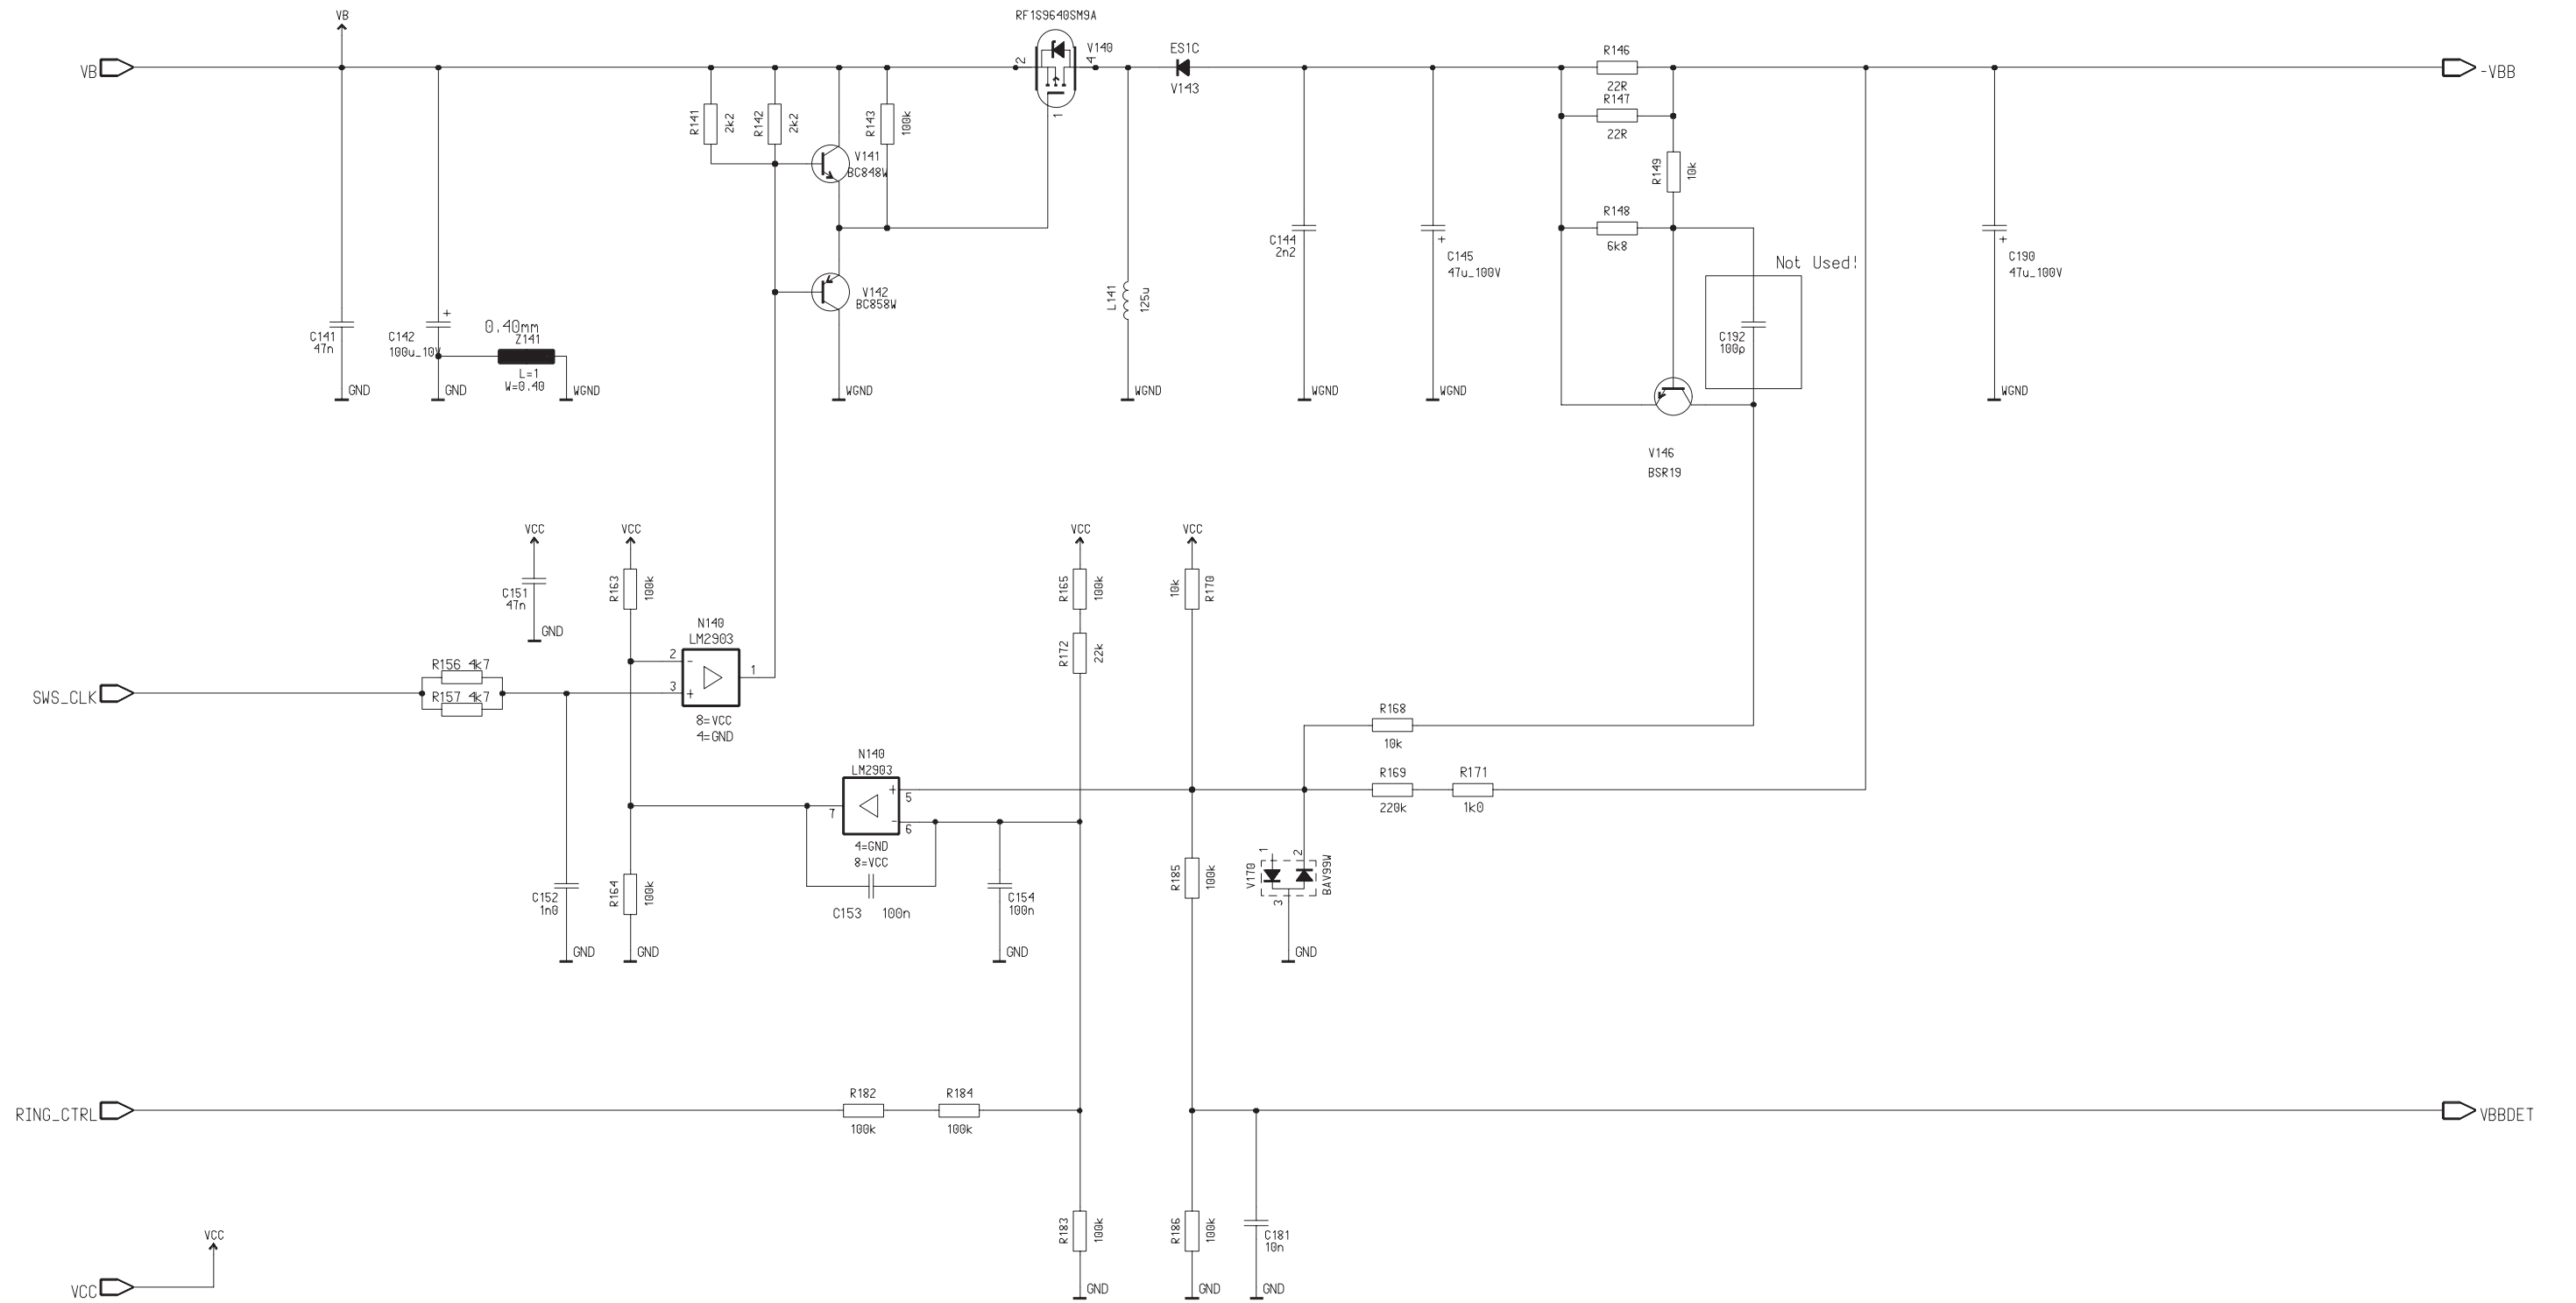 RF1S9640SM9A
VB
VB
2
V140
4
1
ES1C
V143
R146
22R
R147
22R
-VBB
R141
2k2
R142
2k2
R143
100k
V141
BC848W
R149
10k
R148
6k8
V142
BC858W
L141
125u
C144
2n2
+
C145
47u_100V
Not Used!
C192
100p
+
C190
47u_100V
C141
47n
+
C142
100u_10V
0.40mm
Z141
L=1
W=0.40
GND
GND
WGND
WGND
WGND
WGND
WGND
WGND
V146
BSR19
VCC
VCC
VCC
VCC
C151
47n
GND
R163
100k
R165
100k
10k
R170
N140
LM2903
2
-
3
+
1
8=VCC
4=GND
R172
22k
R156 4k7
R157 4k7
SWS_CLK
R168
10k
N140
LM2903
+
5
-
6
7
4=GND
8=VCC
R169
220k
R171
1k0
C152
1n0
R164
100k
C153
100n
C154
100n
R185
100k
V170
1
2
3
BAV99W
GND
GND
GND
GND
RING_CTRL
R182
100k
R184
100k
VBBDET
R183
100k
R186
100k
C181
10n
GND
GND
GND
VCC
VCC